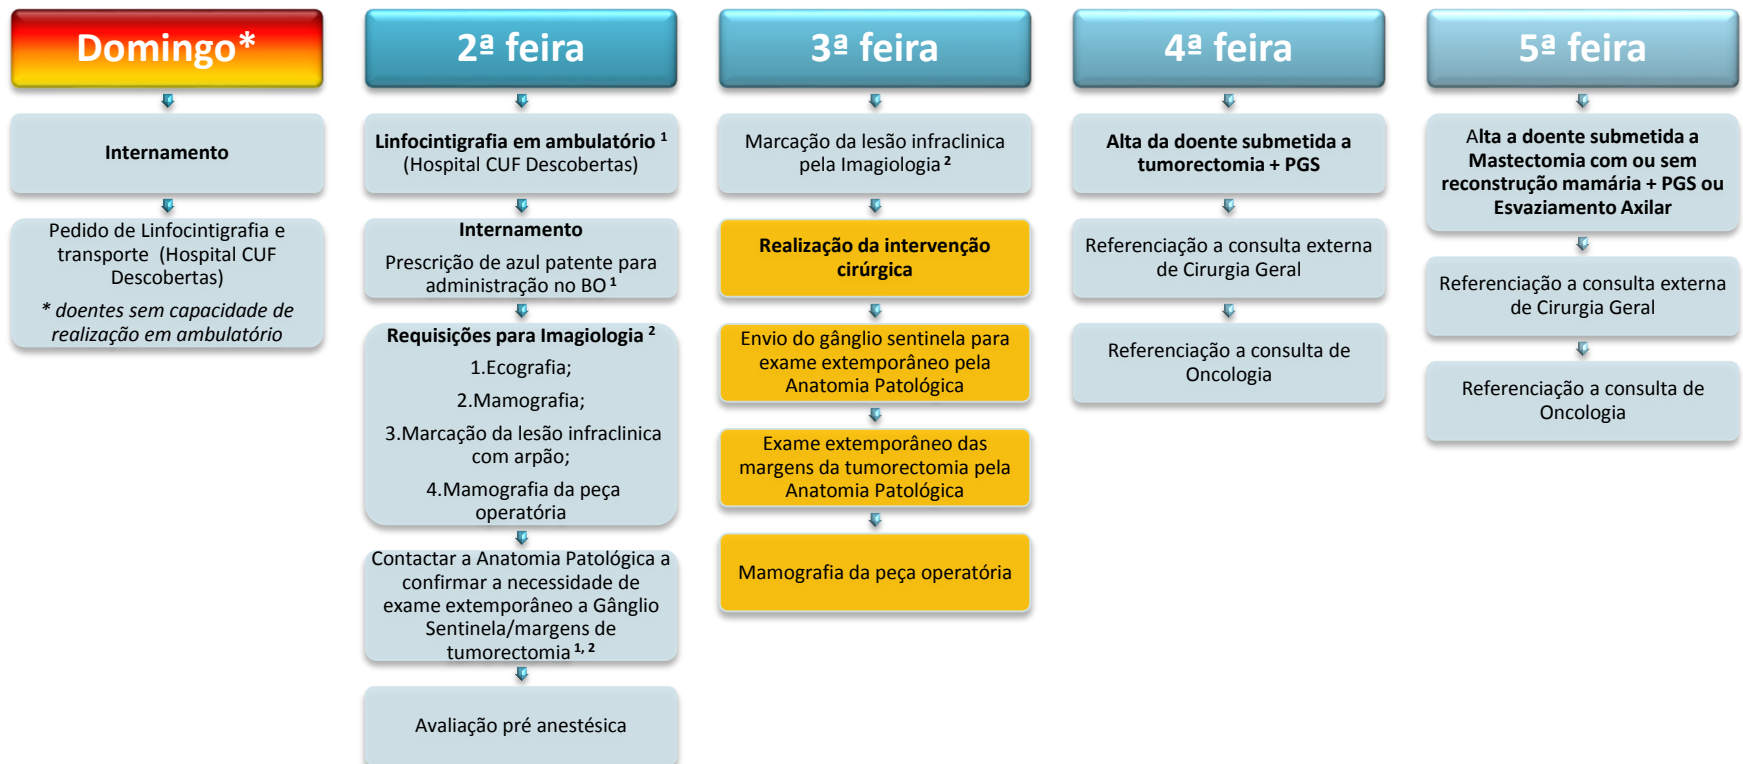 Domingo*
Internamento
Pedido de Linfocintigrafia e
transporte (Hospital CUF
Descobertas)
* doentes sem capacidade de
realização em ambulatório
2ª feira
Linfocintigrafia em ambulatório 1
(Hospital CUF Descobertas)
Internamento
Prescrição de azul patente para
administração no BO 1
Requisições para Imagiologia 2
1.Ecografia;
2.Mamografia;
3.Marcação da lesão infraclinica
com arpão;
4.Mamografia da peça
operatória
Contactar a Anatomia Patológica a
confirmar a necessidade de
exame extemporâneo a Gânglio
Sentinela/margens de
tumorectomia 1, 2
Avaliação pré anestésica
3ª feira
Marcação da lesão infraclinica
pela Imagiologia 2
Realização da intervenção
cirúrgica
Envio do gânglio sentinela para
exame extemporâneo pela
Anatomia Patológica
Exame extemporâneo das
margens da tumorectomia pela
Anatomia Patológica
Mamografia da peça operatória
4ª feira
Alta da doente submetida a
tumorectomia + PGS
Referenciação a consulta externa
de Cirurgia Geral
Referenciação a consulta de
Oncologia
5ª feira
Alta a doente submetida a
Mastectomia com ou sem
reconstrução mamária + PGS ou
Esvaziamento Axilar
Referenciação a consulta externa
de Cirurgia Geral
Referenciação a consulta de
Oncologia